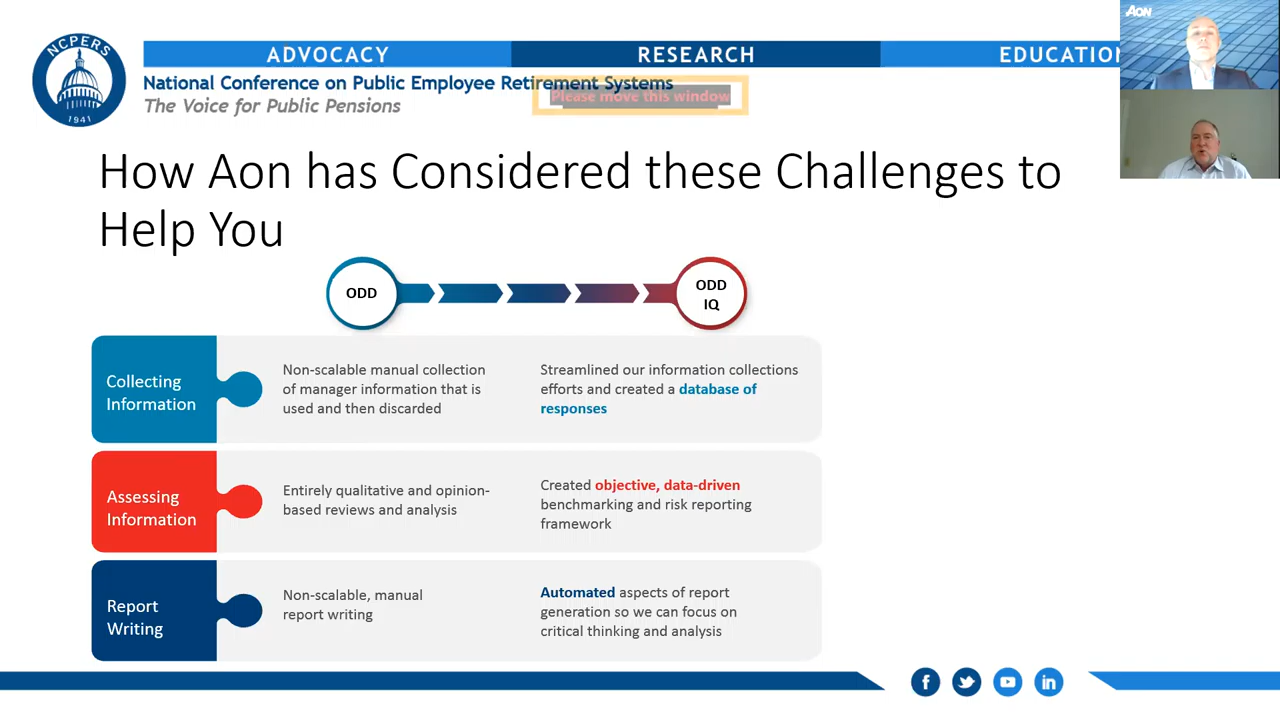 NCPERS
1941
ADVOCACY
RESEARCH
EDUCATION
National Conference on Public Employee Retirement Systems
The Voice for Public Pensions
Please move this window
AON
How Aon has Considered these Challenges to
Help You
ODD
ODD
IQ
Collecting
Information
Non-scalable manual collection
of manager information that is
used and then discarded
Streamlined our information collections
efforts and created a database of
responses
Assessing
Information
Entirely qualitative and opinion-
based reviews and analysis
Created objective, data-driven
benchmarking and risk reporting
framework
Report
Writing
Non-scalable, manual
report writing
Automated aspects of report
generation so we can focus on
critical thinking and analysis